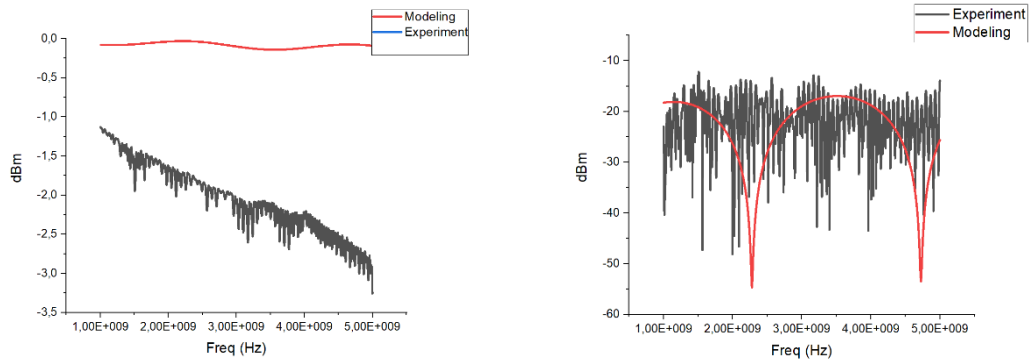 Modeling
Experiment
0,0
-0,5
-1,0
-1,5
-2,0
-2,5
-3,0
-3,5
dBm
1,00E+009 2,00E+009 3,00E+009 4,00E+009 5,00E+009
Freq (Hz)
Experiment
Modeling
-10
-20
-30
-40
-50
-60
dBm
1,00E+009 2,00E+009 3,00E+009 4,00E+009 5,00E+009
Freq (Hz)